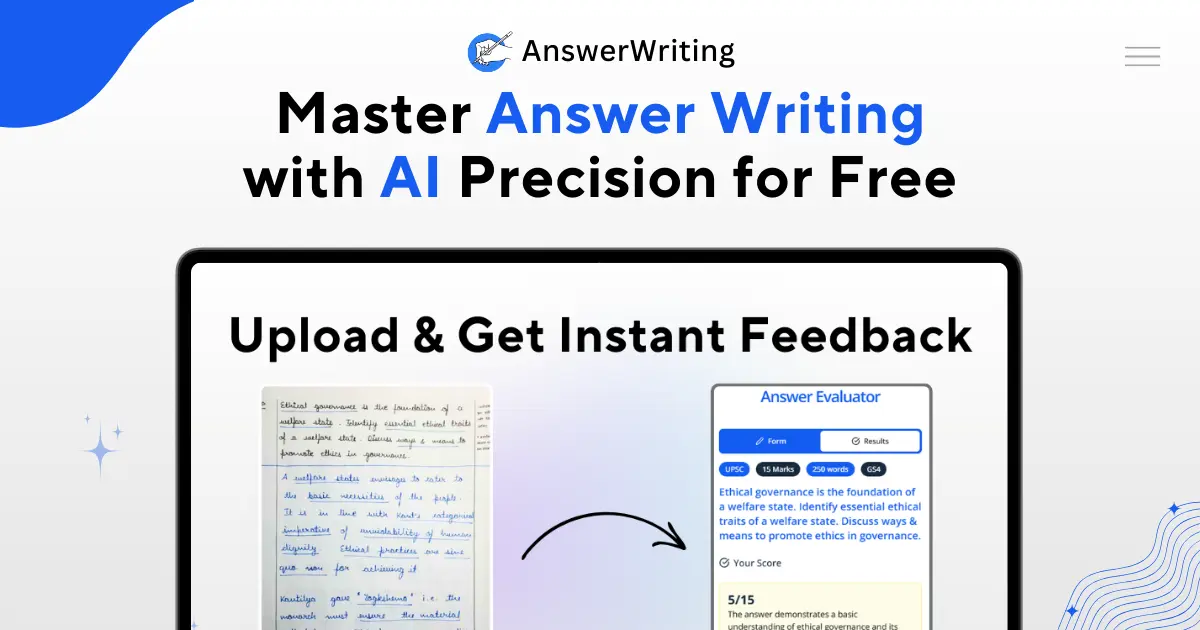 AnswerWriting
Master Answer Writing
with AI Precision for Free
Upload & Get Instant Feedback
Ethical governance is the foundation of a
welfare state. Identify essential ethical traits
of a welfare state. Discuss ways & means to
promote ethics in governance.
A welfare states envisages to cater to
the basic necessities of the people.
It is in line with Kant's categorical
imperative of inviolability of human
dignity. Ethical practices are sine
qua non for achieving it
Kautilya gave "Yogkshema" i.e. the
monarch must ensure the material
Answer Evaluator
Form
Results
UPSC
15 Marks
250 words
GS4
Ethical governance is the foundation of
a welfare state. Identify essential ethical
traits of a welfare state. Discuss ways &
means to promote ethics in governance.
Your Score
5/15
The answer demonstrates a basic
understanding of ethical governance and its